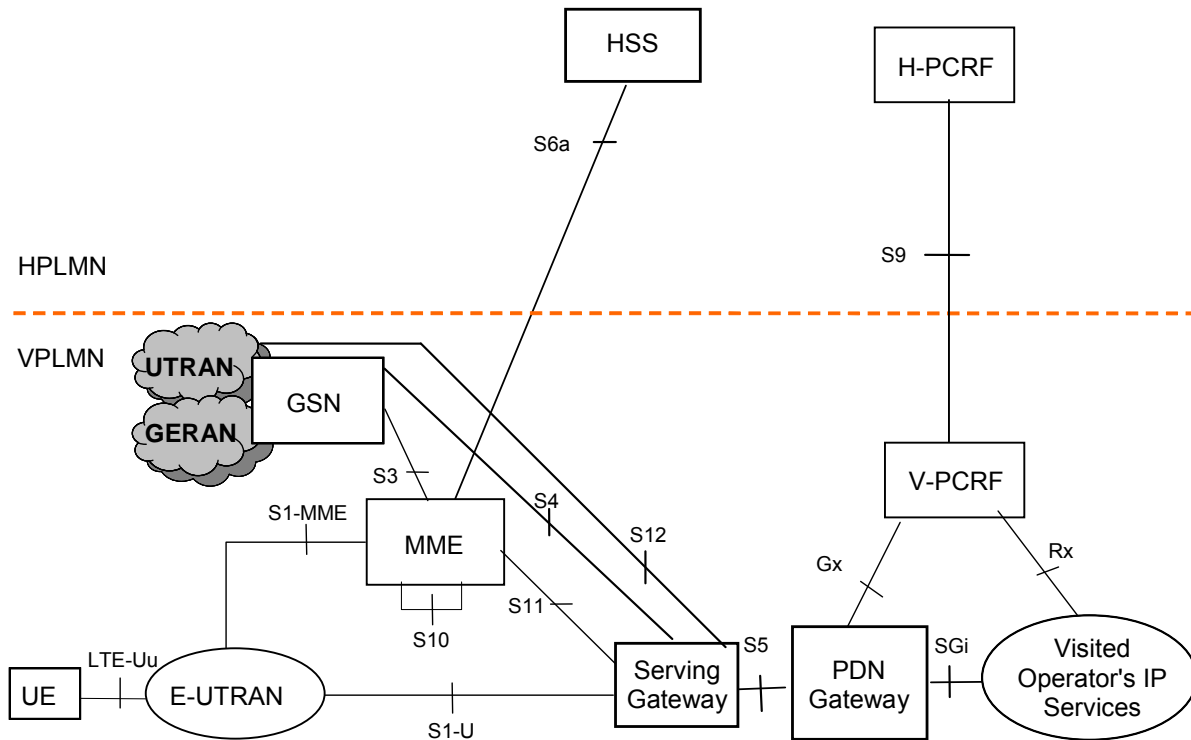 HSS
H-PCRF
S6a
S9
HPLMN
VPLMN
UTRAN
GSN
GERAN
S3
S4
V-PCRF
S1-MME
MME
S12
Gx
Rx
S11
S10
LTE-Uu
S5
SGi
UE
E-UTRAN
S1-U
Serving
Gateway
PDN
Gateway
Visited
Operator's IP
Services